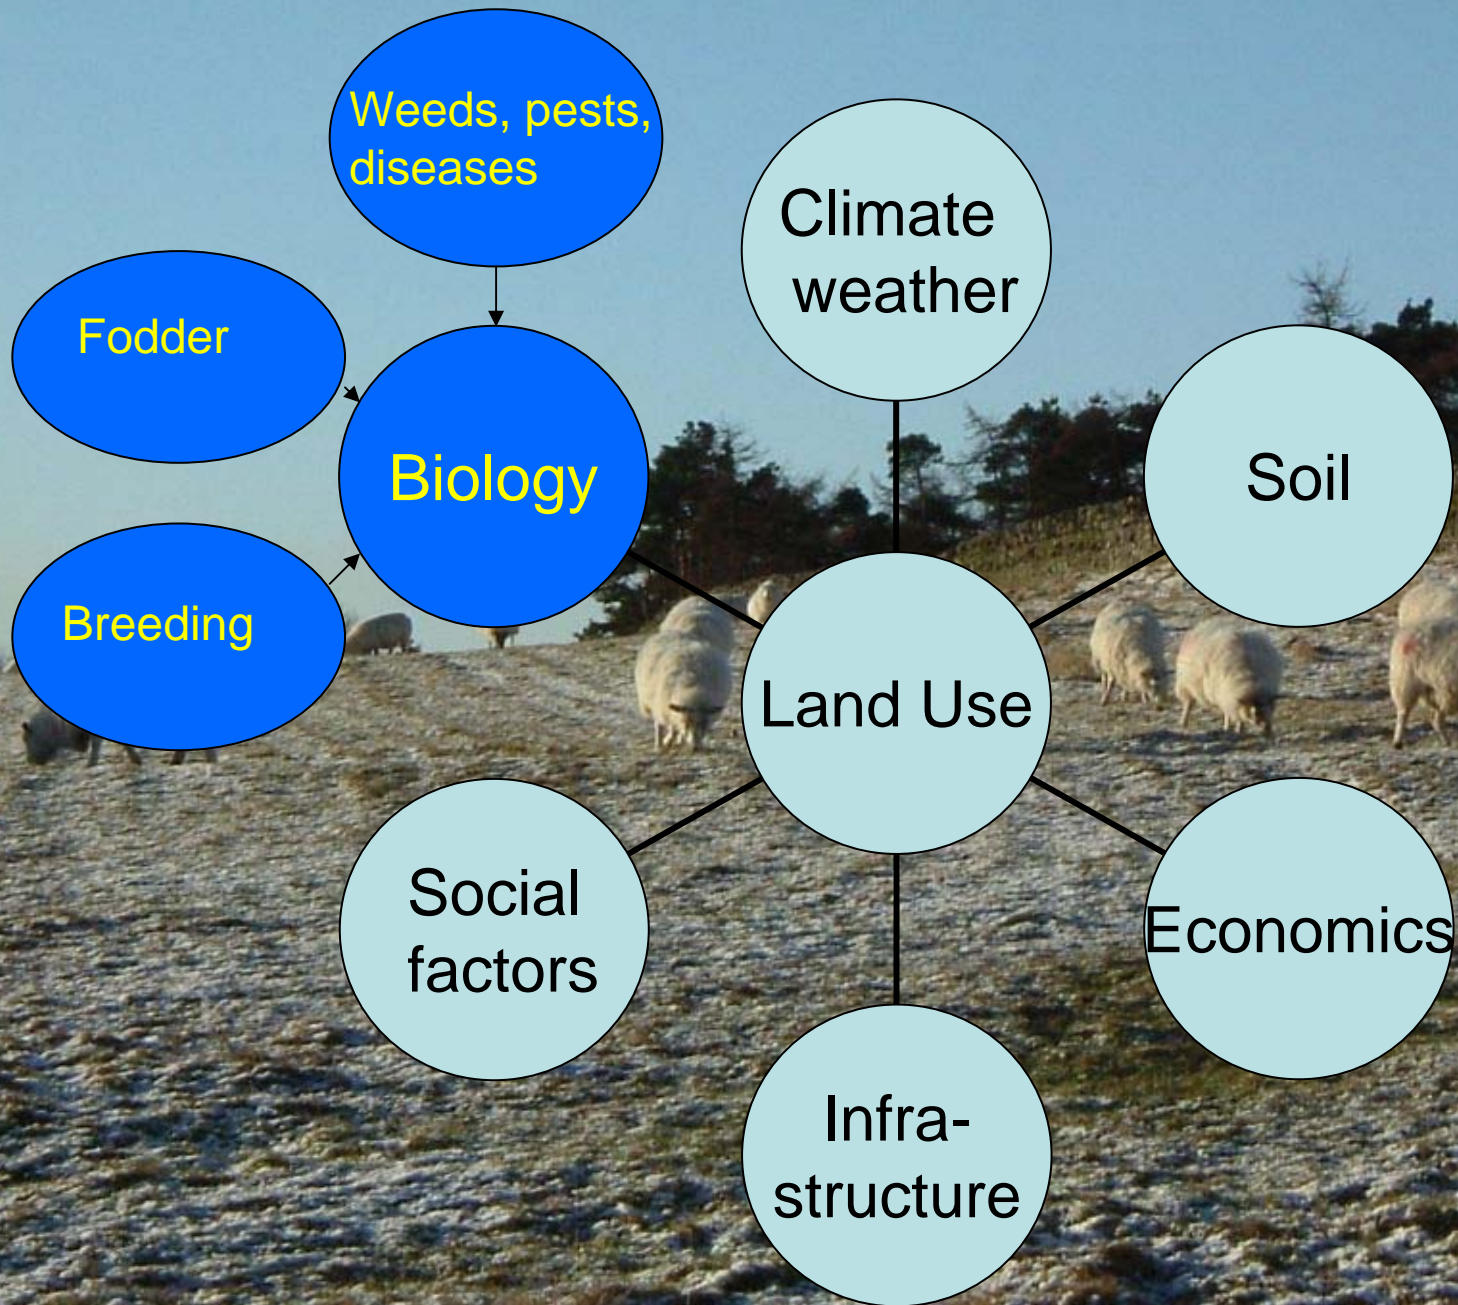 Weeds, pests,
diseases
Climate
weather
Fodder
Biology
Soil
Breeding
Land Use
Social
factors
Economics
Infra-
structure